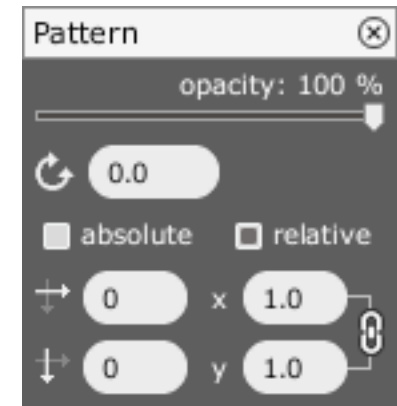 Pattern
opacity: 100 %
0.0
absolute relative
0 x 1.0
0 y 1.0